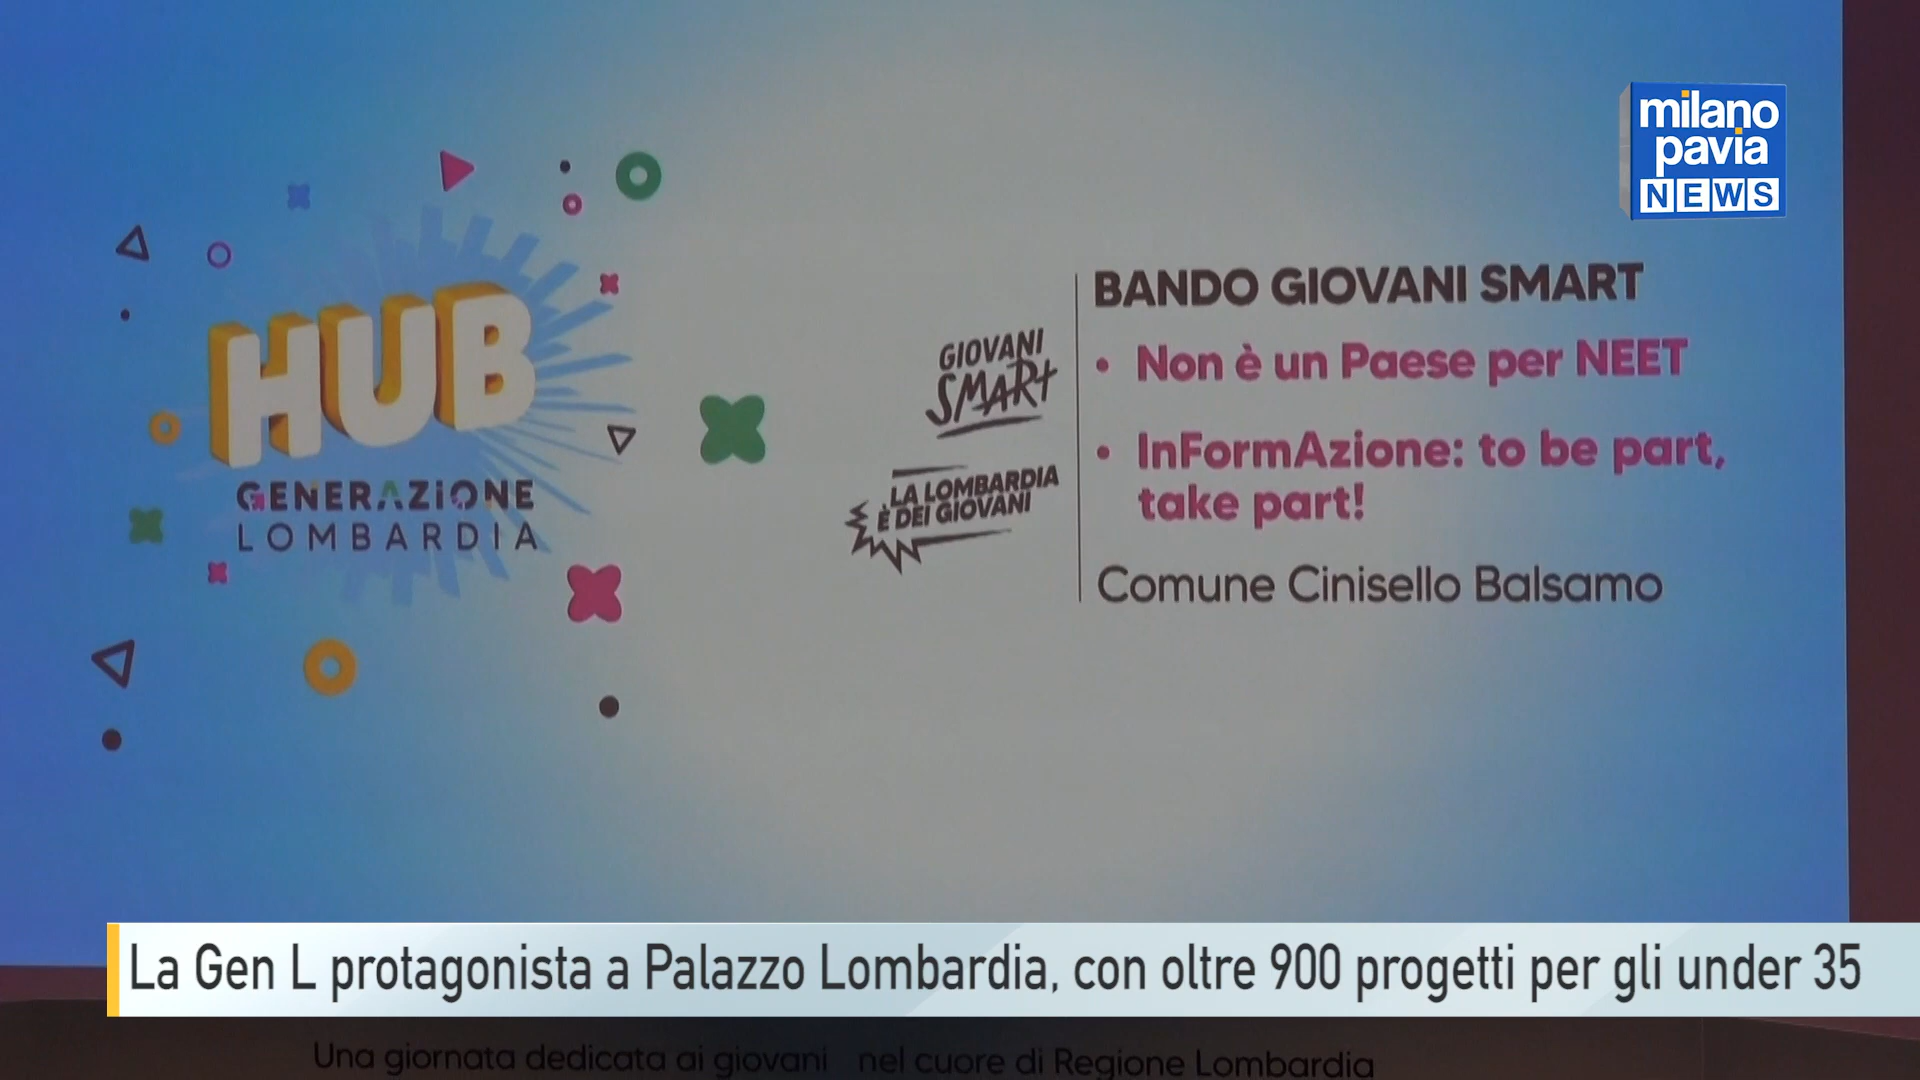 milano
pavia
NEWS
HUB
GENERAZIONE
LOMBARDIA
GIOVANI
SMART
LA LOMBARDIA
È DEI GIOVANI
BANDO GIOVANI SMART
• Non è un Paese per NEET
• InFormAzione: to be part,
take part!
Comune Cinisello Balsamo
La Gen L protagonista a Palazzo Lombardia, con oltre 900 progetti per gli under 35
Una giornata dedicata ai giovani nel cuore di Regione Lombardia